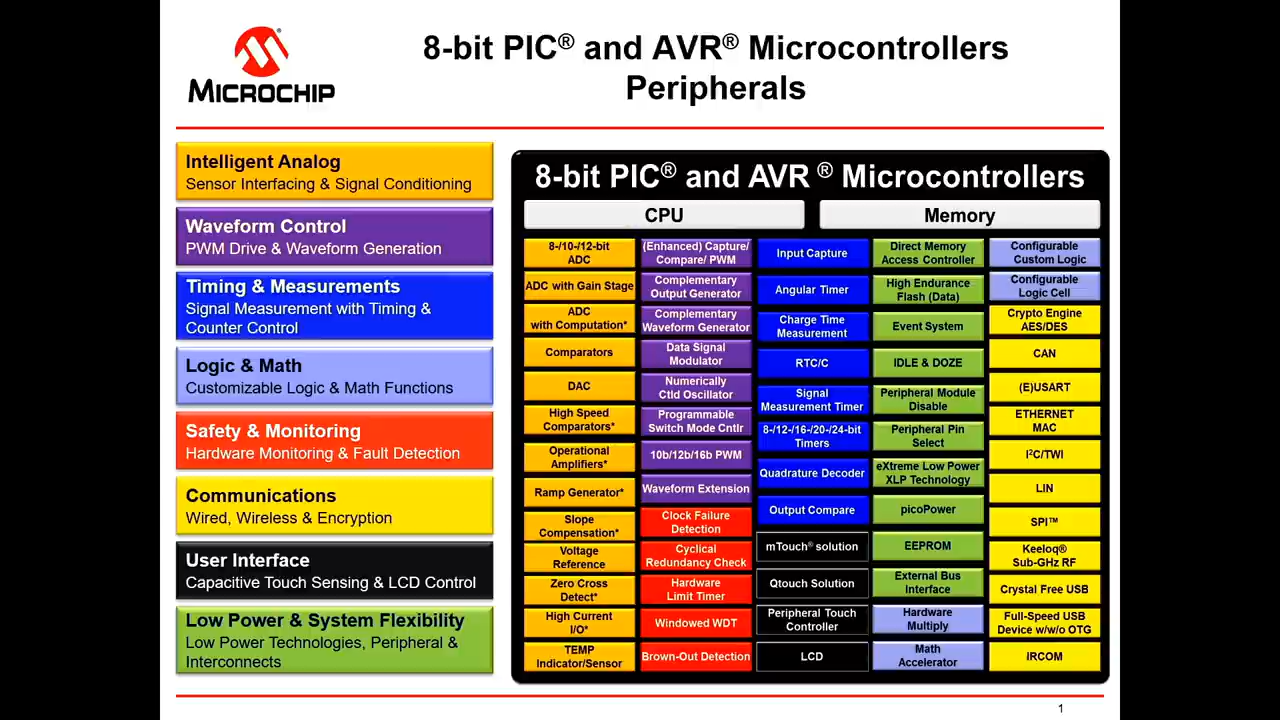 MICROCHIP
8-bit PIC® and AVR® Microcontrollers
Peripherals
Intelligent Analog
Sensor Interfacing & Signal Conditioning
Waveform Control
PWM Drive & Waveform Generation
Timing & Measurements
Signal Measurement with Timing &
Counter Control
Logic & Math
Customizable Logic & Math Functions
Safety & Monitoring
Hardware Monitoring & Fault Detection
Communications
Wired, Wireless & Encryption
User Interface
Capacitive Touch Sensing & LCD Control
Low Power & System Flexibility
Low Power Technologies, Peripheral &
Interconnects
8-bit PIC® and AVR ® Microcontrollers
CPU
Memory
8-/10-/12-bit
ADC
ADC with Gain Stage
ADC
with Computation*
Comparators
DAC
High Speed
Comparators*
Operational
Amplifiers*
Ramp Generator*
Slope
Compensation*
Voltage
Reference
Zero Cross
Detect*
High Current
I/O*
TEMP
Indicator/Sensor
(Enhanced) Capture/
Compare/ PWM
Complementary
Output Generator
Complementary
Waveform Generator
Data Signal
Modulator
Numerically
Ctld Oscillator
Programmable
Switch Mode Cntlr
10b/12b/16b PWM
Waveform Extension
Clock Failure
Detection
Cyclical
Redundancy Check
Hardware
Limit Timer
Windowed WDT
Brown-Out Detection
Input Capture
Angular Timer
Charge Time
Measurement
RTC/C
Signal
Measurement Timer
8-/12-/16-/20-/24-bit
Timers
Quadrature Decoder
Output Compare
mTouch® solution
Qtouch Solution
Peripheral Touch
Controller
LCD
Direct Memory
Access Controller
High Endurance
Flash (Data)
Event System
IDLE & DOZE
Peripheral Module
Disable
Peripheral Pin
Select
eXtreme Low Power
XLP Technology
picoPower
EEPROM
External Bus
Interface
Hardware
Multiply
Math
Accelerator
Configurable
Custom Logic
Configurable
Logic Cell
Crypto Engine
AES/DES
CAN
(E)USART
ETHERNET
MAC
I²C/TWI
LIN
SPI™
Keeloq®
Sub-GHz RF
Crystal Free USB
Full-Speed USB
Device w/w/o OTG
IRCOM
1